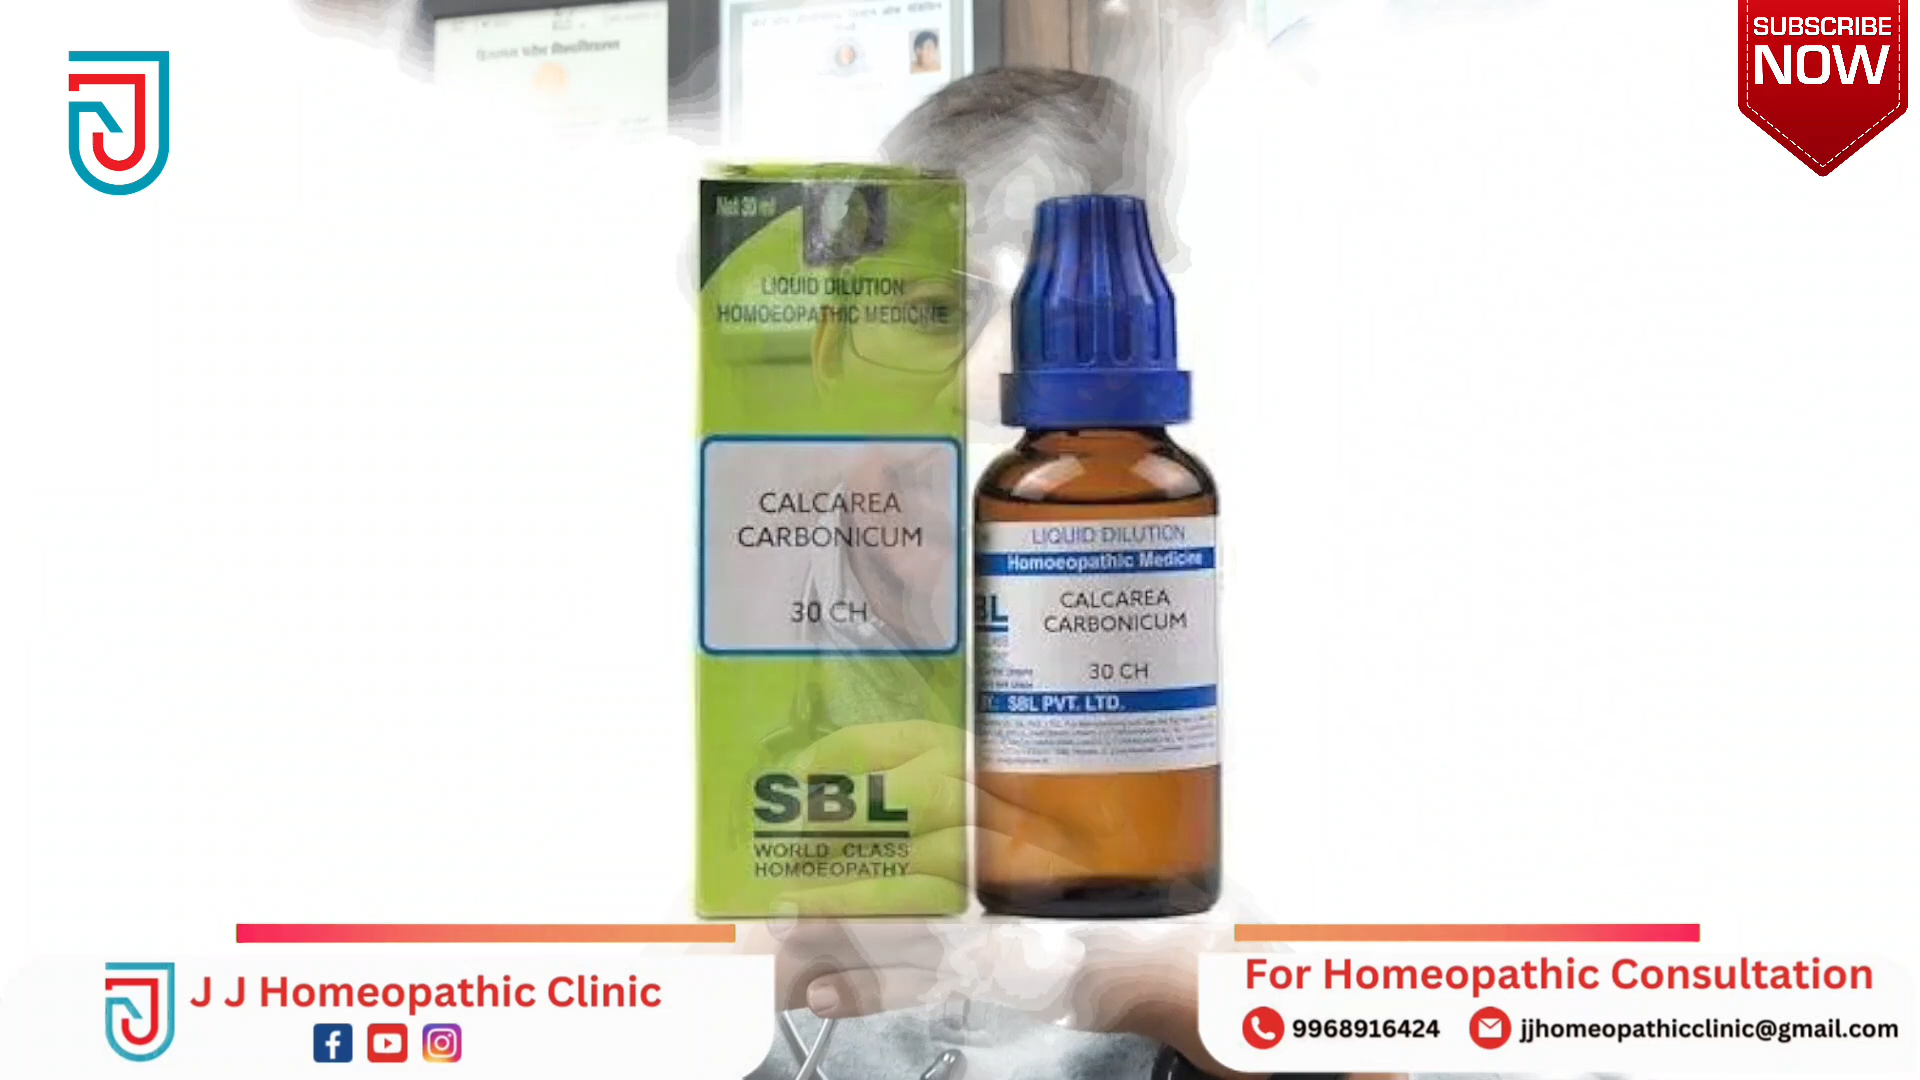 SUBSCRIBE
NOW
Net 30 ml
LIQUID DILUTION
HOMOEOPATHIC MEDICINE
CALCAREA
CARBONICUM
30 CH
SBL
WORLD CLASS
HOMOEOPATHY
LIQUID DILUTION
Homoeopathic Medicine
BL
CALCAREA
CARBONICUM
30 CH
SBL PVT. LTD.
J J Homeopathic Clinic
For Homeopathic Consultation
9968916424
jjhomeopathicclinic@gmail.com